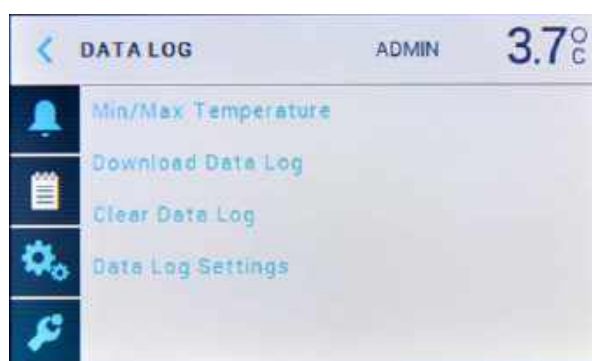 DATA LOG ADMIN 3.7°C
Min/Max Temperature
Download Data Log
Clear Data Log
Data Log Settings